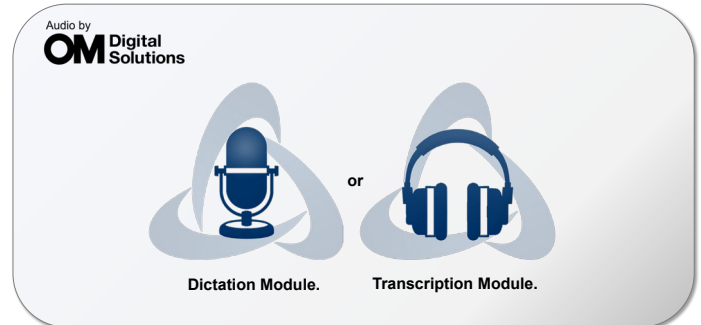 Audio by
OM Digital
Solutions
or
Dictation Module.
Transcription Module.